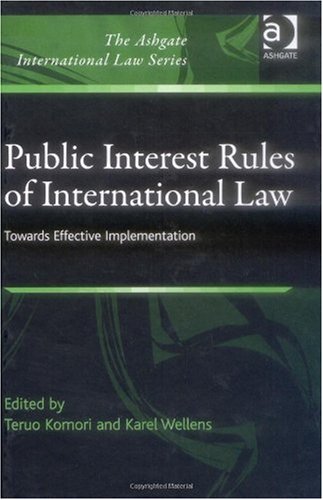 The Ashgate
International Law Series
a
ASHGATE
Public Interest Rules
of International Law
Towards Effective Implementation
Edited by
Teruo Komori and Karel Wellens